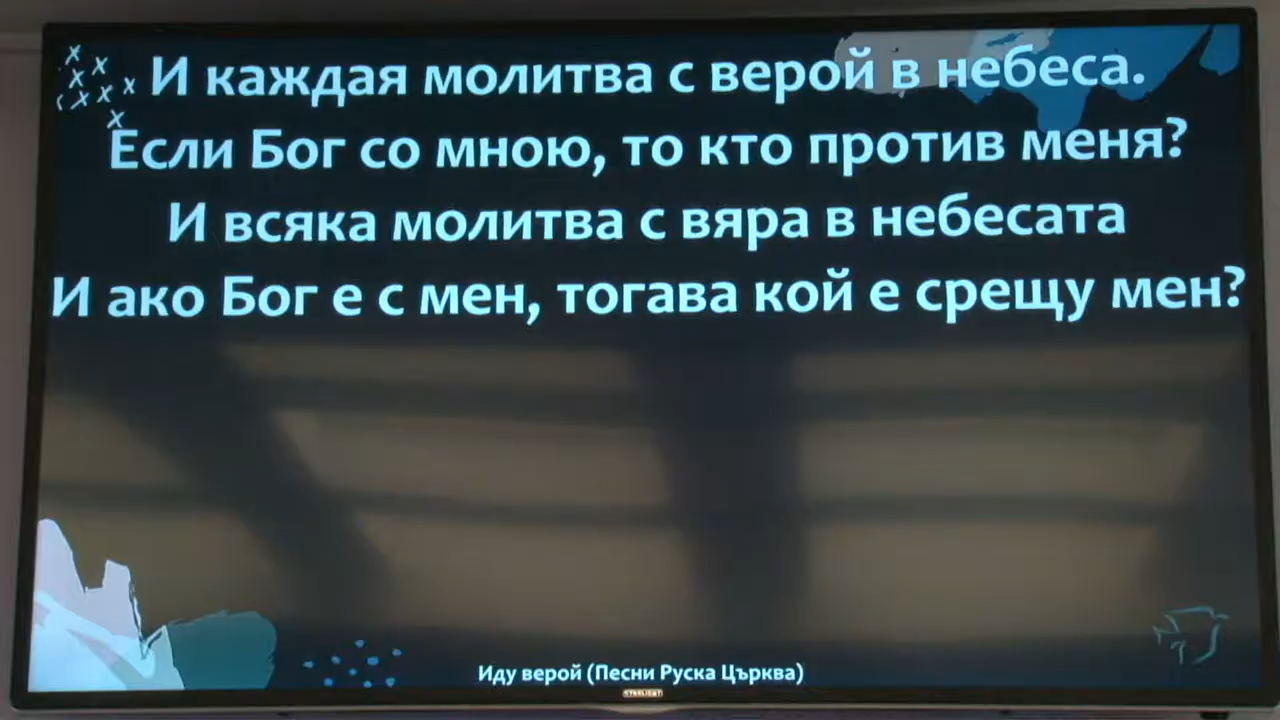 И каждая молитва с верой в небеса.
Если Бог со мною, то кто против меня?
И всяка молитва с вяра в небесата
И ако Бог е с мен, тогава кой е срещу мен?
Иду верой (Песни Руска Църква)
STARLIGHT